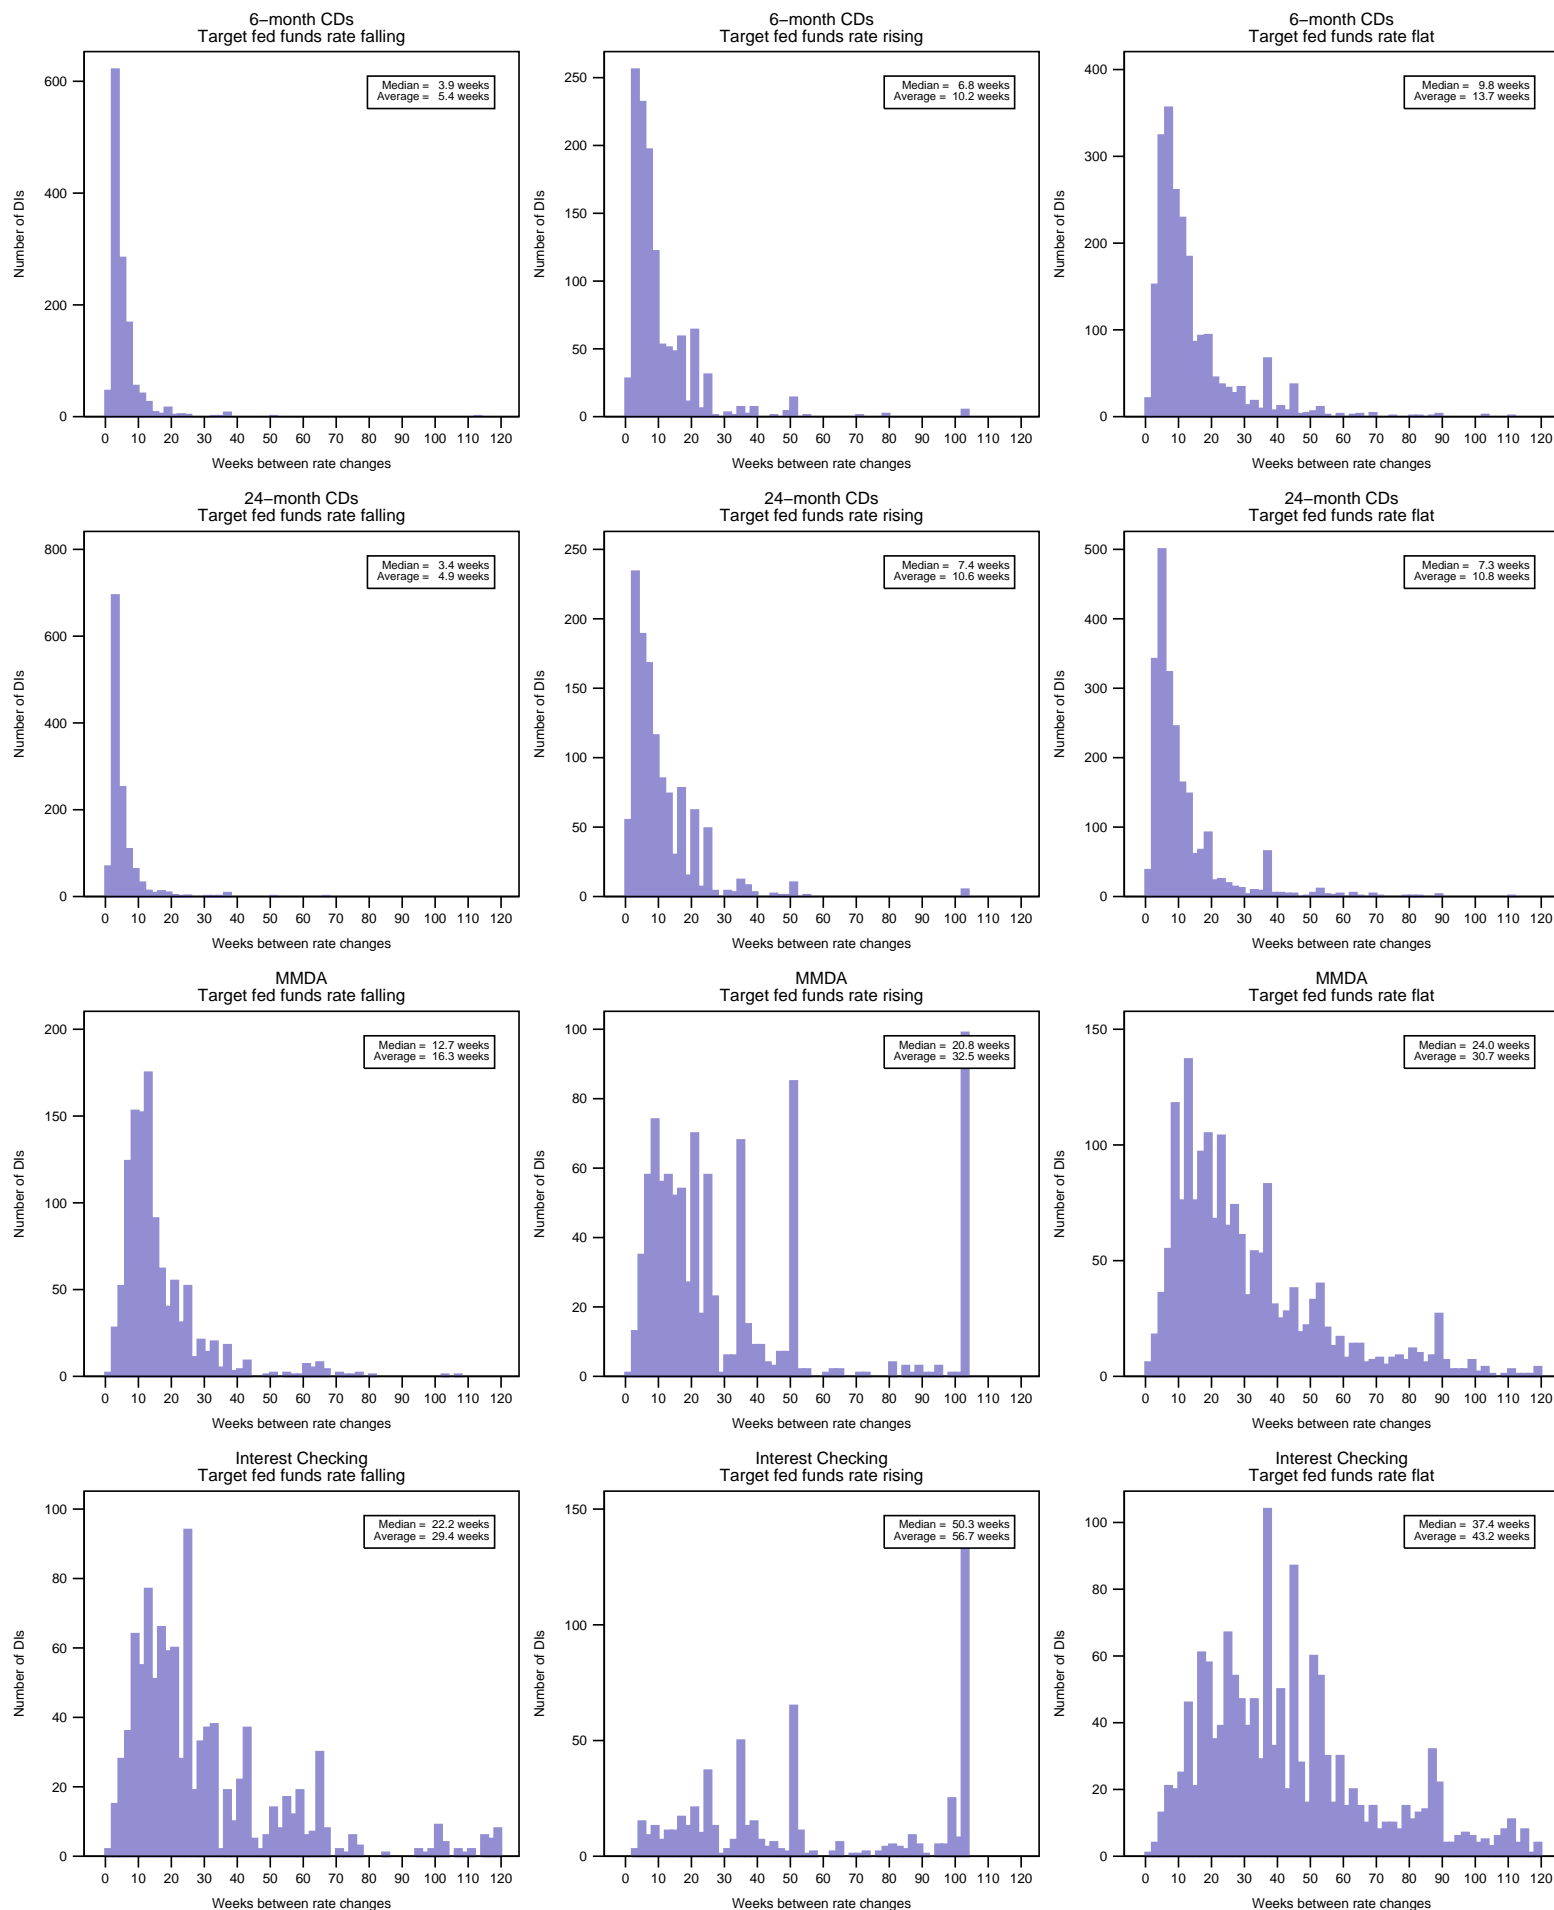 6−month CDs
Target fed funds rate falling
Median = 3.9 weeks
Average = 5.4 weeks
Number of DIs
600
400
200
0
0 10 20 30 40 50 60 70 80 90 100 110 120
Weeks between rate changes
6−month CDs
Target fed funds rate rising
Median = 6.8 weeks
Average = 10.2 weeks
Number of DIs
250
200
150
100
50
0
0 10 20 30 40 50 60 70 80 90 100 110 120
Weeks between rate changes
6−month CDs
Target fed funds rate flat
Median = 9.8 weeks
Average = 13.7 weeks
Number of DIs
400
300
200
100
0
0 10 20 30 40 50 60 70 80 90 100 110 120
Weeks between rate changes
24−month CDs
Target fed funds rate falling
Median = 3.4 weeks
Average = 4.9 weeks
Number of DIs
800
600
400
200
0
0 10 20 30 40 50 60 70 80 90 100 110 120
Weeks between rate changes
24−month CDs
Target fed funds rate rising
Median = 7.4 weeks
Average = 10.6 weeks
Number of DIs
250
200
150
100
50
0
0 10 20 30 40 50 60 70 80 90 100 110 120
Weeks between rate changes
24−month CDs
Target fed funds rate flat
Median = 7.3 weeks
Average = 10.8 weeks
Number of DIs
500
400
300
200
100
0
0 10 20 30 40 50 60 70 80 90 100 110 120
Weeks between rate changes
MMDA
Target fed funds rate falling
Median = 12.7 weeks
Average = 16.3 weeks
Number of DIs
200
150
100
50
0
0 10 20 30 40 50 60 70 80 90 100 110 120
Weeks between rate changes
MMDA
Target fed funds rate rising
Median = 20.8 weeks
Average = 32.5 weeks
Number of DIs
100
80
60
40
20
0
0 10 20 30 40 50 60 70 80 90 100 110 120
Weeks between rate changes
MMDA
Target fed funds rate flat
Median = 24.0 weeks
Average = 30.7 weeks
Number of DIs
150
100
50
0
0 10 20 30 40 50 60 70 80 90 100 110 120
Weeks between rate changes
Interest Checking
Target fed funds rate falling
Median = 22.2 weeks
Average = 29.4 weeks
Number of DIs
100
80
60
40
20
0
0 10 20 30 40 50 60 70 80 90 100 110 120
Weeks between rate changes
Interest Checking
Target fed funds rate rising
Median = 50.3 weeks
Average = 56.7 weeks
Number of DIs
150
100
50
0
0 10 20 30 40 50 60 70 80 90 100 110 120
Weeks between rate changes
Interest Checking
Target fed funds rate flat
Median = 37.4 weeks
Average = 43.2 weeks
Number of DIs
100
80
60
40
20
0
0 10 20 30 40 50 60 70 80 90 100 110 120
Weeks between rate changes